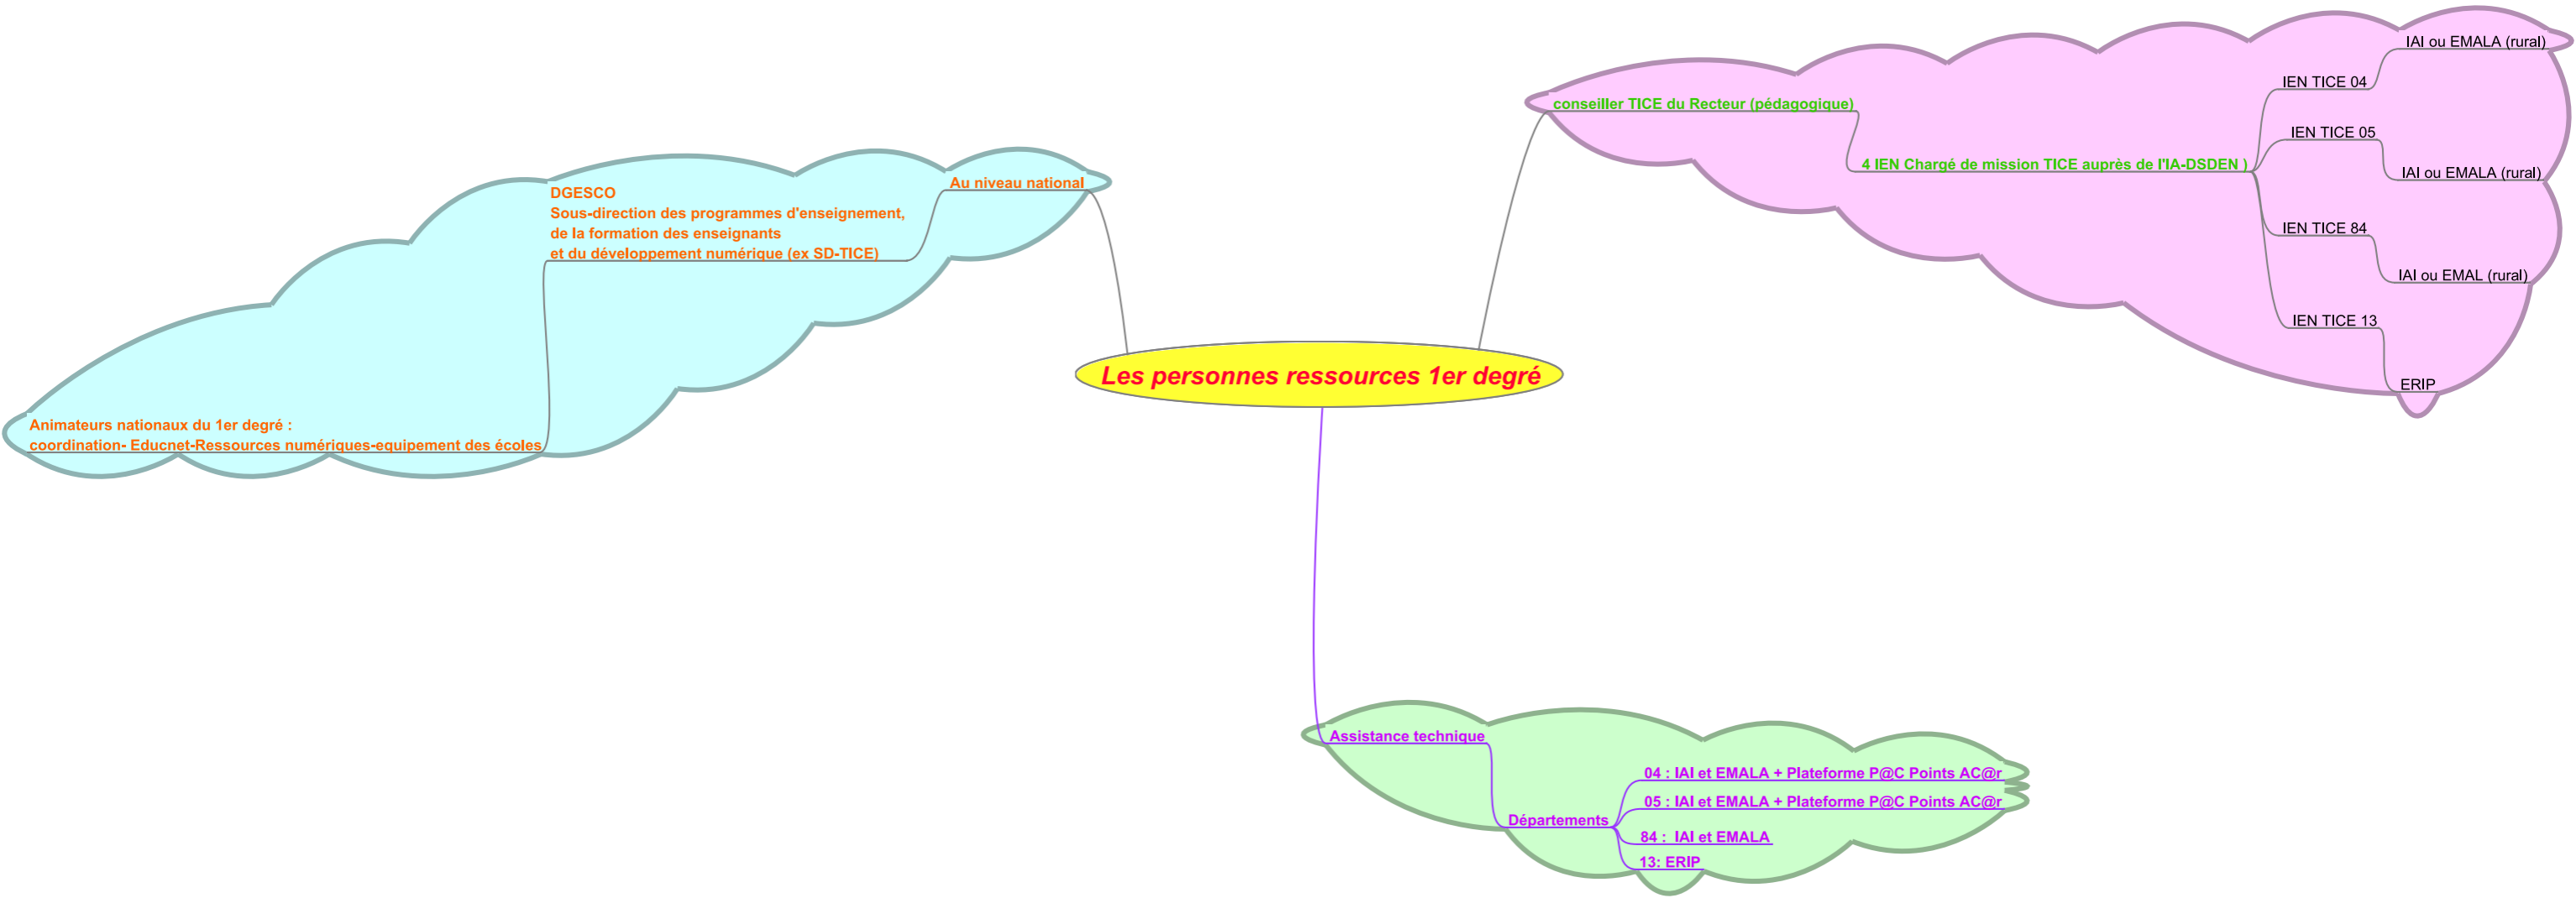 Les personnes ressources 1er degré
Au niveau national
DGESCO
Sous-direction des programmes d'enseignement,
de la formation des enseignants
et du développement numérique (ex SD-TICE)
Animateurs nationaux du 1er degré :
coordination- Educnet-Ressources numériques-equipement des écoles
conseiller TICE du Recteur (pédagogique)
4 IEN Chargé de mission TICE auprès de l'IA-DSDEN )
IEN TICE 04
IAI ou EMALA (rural)
IEN TICE 05
IAI ou EMALA (rural)
IEN TICE 84
IAI ou EMAL (rural)
IEN TICE 13
ERIP
Assistance technique
Départements
04 : IAI et EMALA + Plateforme P@C Points AC@r
05 : IAI et EMALA + Plateforme P@C Points AC@r
84 :  IAI et EMALA
13: ERIP